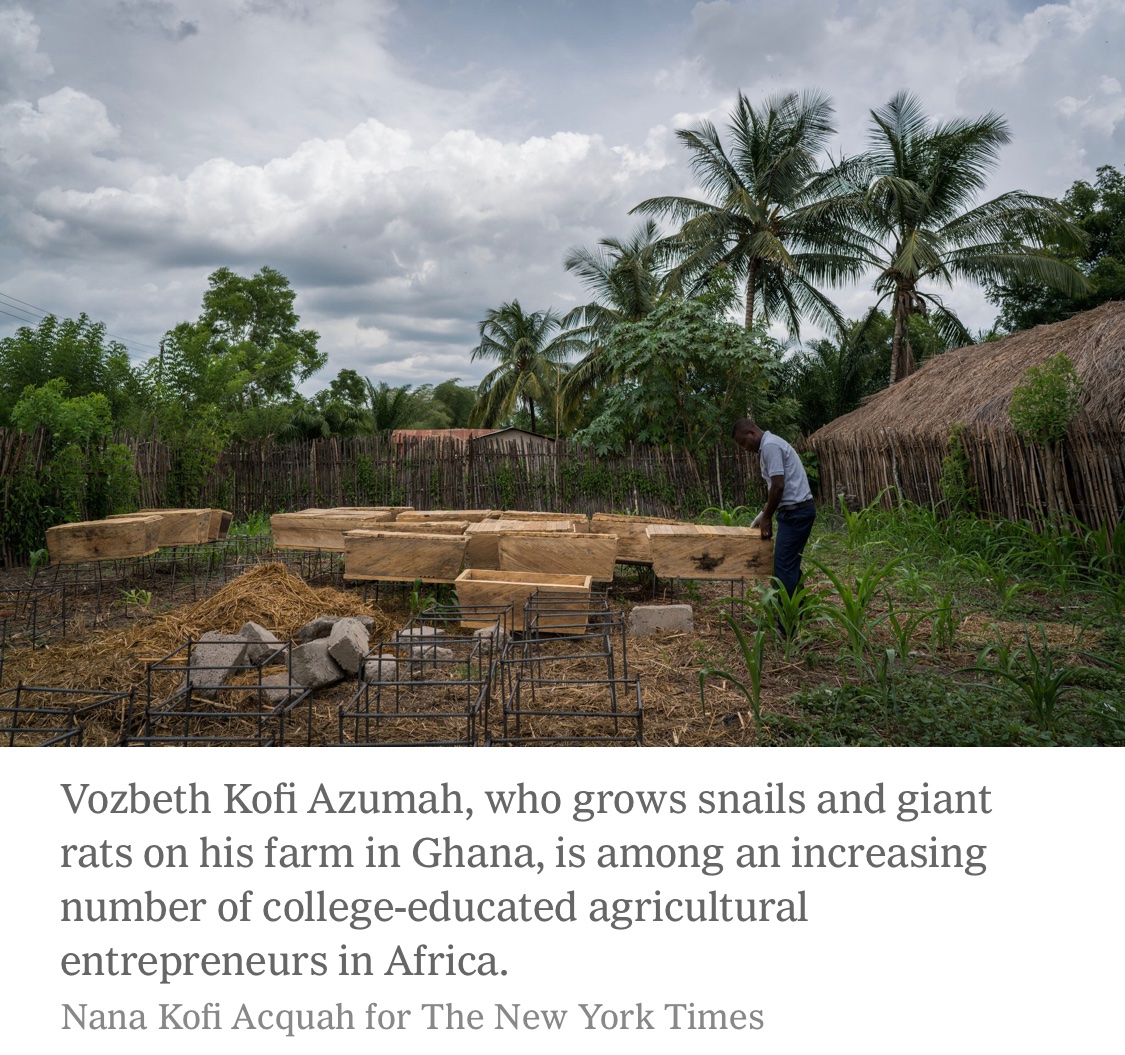 Vozbeth Kofi Azumah, who grows snails and giant
rats on his farm in Ghana, is among an increasing
number of college-educated agricultural
entrepreneurs in Africa.
Nana Kofi Acquah for The New York Times